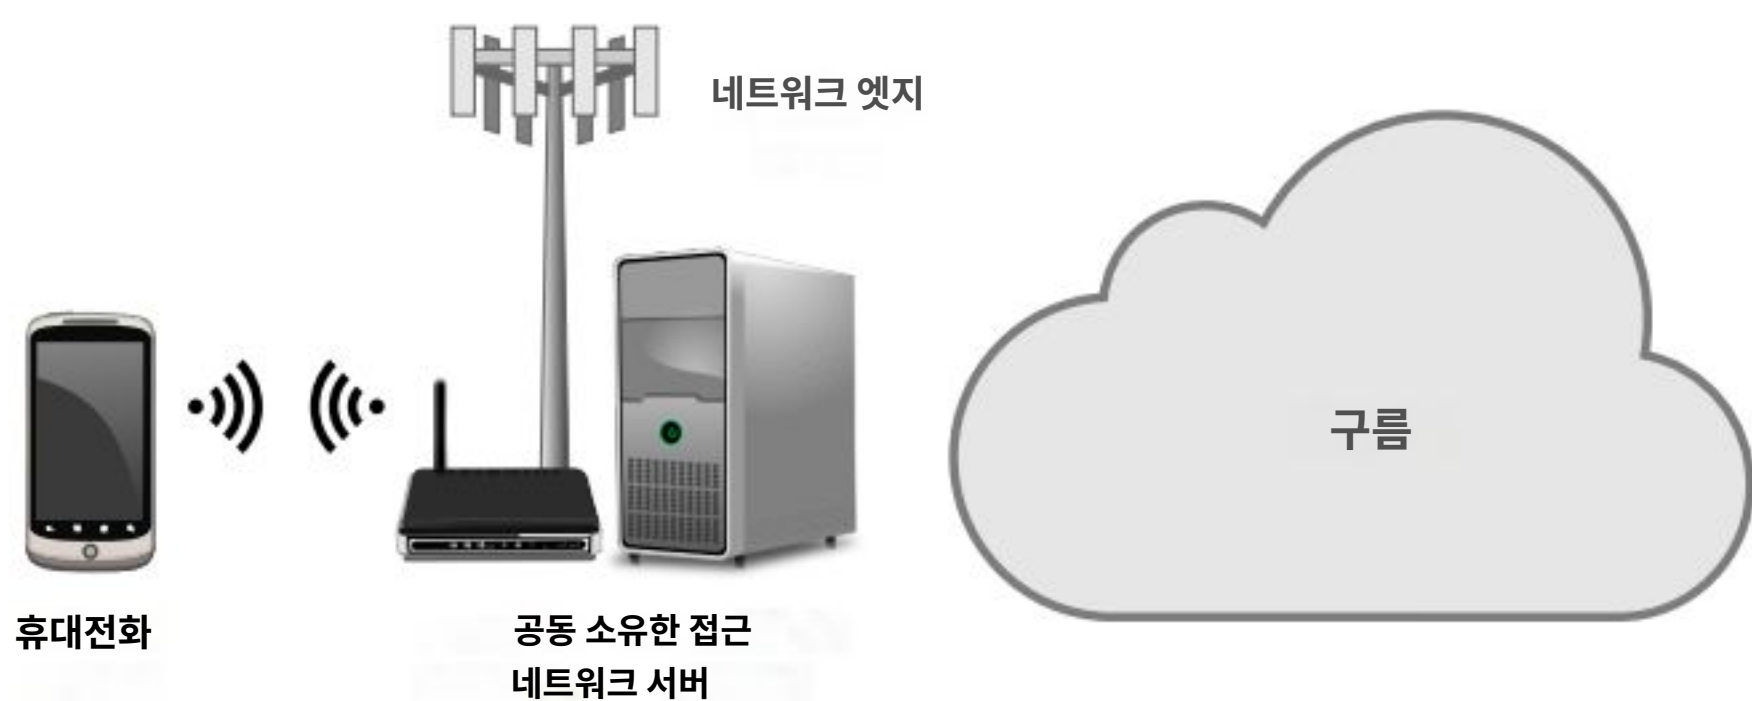 네트워크 엣지
구름
휴대전화
공동 소유한 접근
네트워크 서버